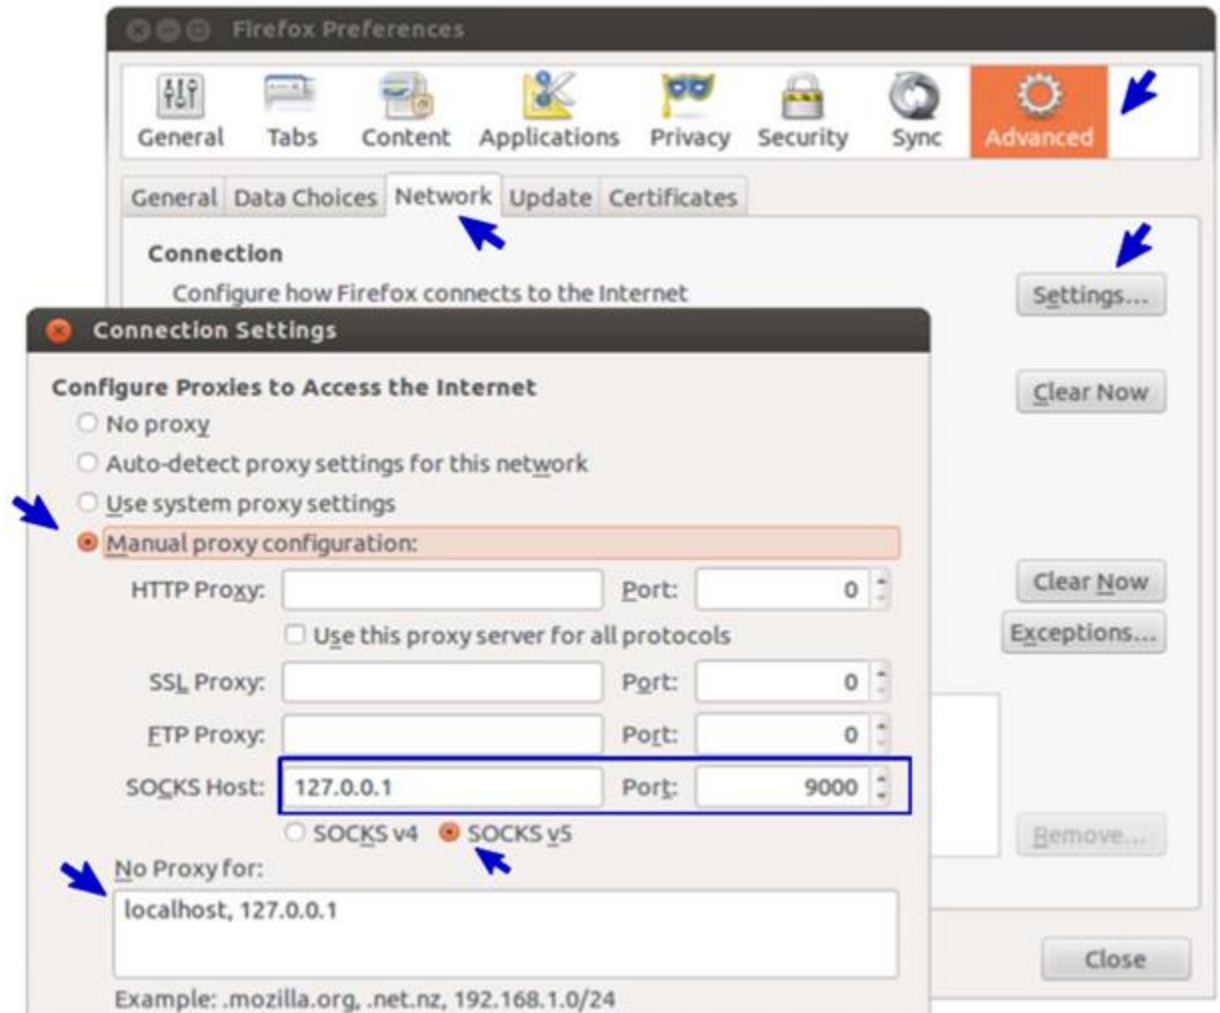 Firefox Preferences
General Tabs Content Applications Privacy Security Sync Advanced
General Data Choices Network Update Certificates
Connection
Configure how Firefox connects to the Internet
Settings...
Connection Settings
Configure Proxies to Access the Internet
Clear Now
No proxy
Auto-detect proxy settings for this network
Use system proxy settings
Manual proxy configuration:
HTTP Proxy: Port: 0
Clear Now
Use this proxy server for all protocols
Exceptions...
SSL Proxy: Port: 0
FTP Proxy: Port: 0
SOCKS Host: 127.0.0.1 Port: 9000
SOCKS v4 SOCKS v5
Remove...
No Proxy for:
localhost, 127.0.0.1
Close
Example: .mozilla.org, .net.nz, 192.168.1.0/24